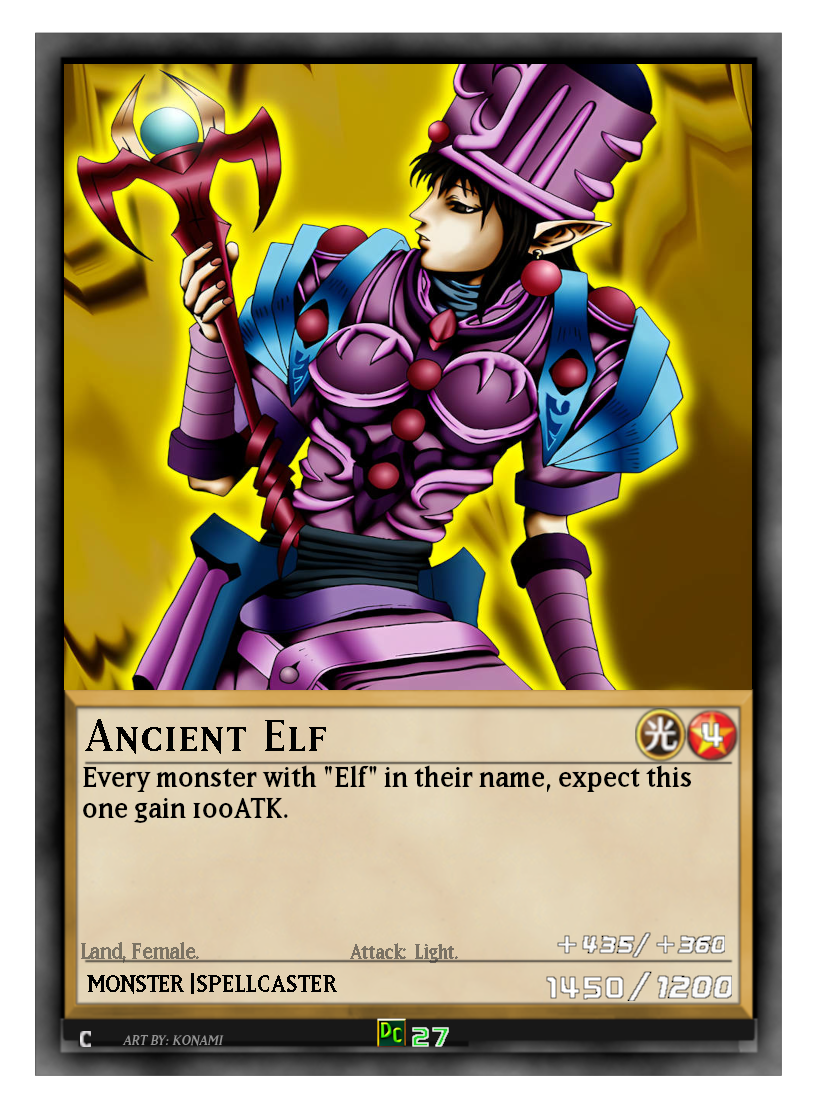 Ancient Elf
光 4
Every monster with "Elf" in their name, expect this
one gain 100ATK.
Land, Female. Attack: Light. +435/+360
MONSTER |SPELLCASTER 1450/1200
C ART BY: KONAMI DC 27